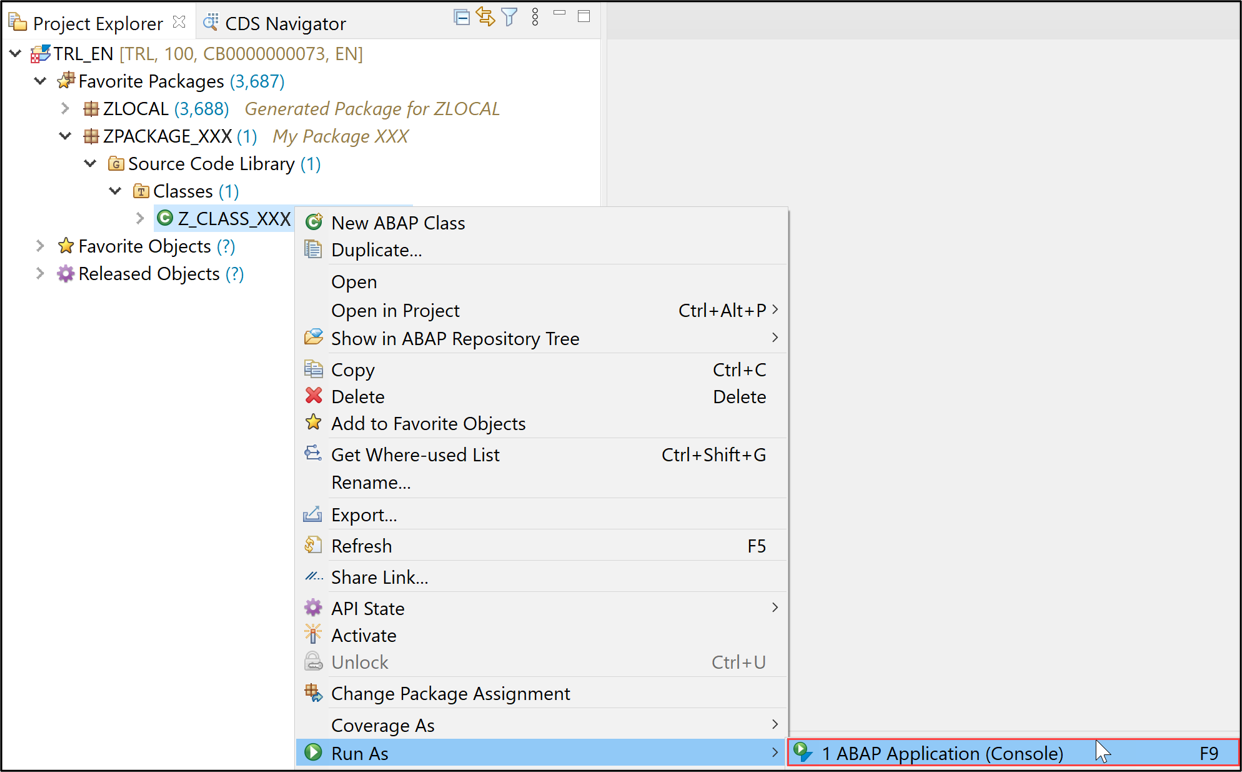 Project Explorer CDS Navigator
TRL_EN [TRL, 100, CB0000000073, EN]
Favorite Packages (3,687)
ZLOCAL (3,688) Generated Package for ZLOCAL
ZPACKAGE_XXX (1) My Package XXX
Source Code Library (1)
Classes (1)
Z_CLASS_XXX
Favorite Objects (?)
Released Objects (?)
New ABAP Class
Duplicate...
Open
Open in Project Ctrl+Alt+P
Show in ABAP Repository Tree
Copy Ctrl+C
Delete Delete
Add to Favorite Objects
Get Where-used List Ctrl+Shift+G
Rename...
Export...
Refresh F5
Share Link...
API State
Activate
Unlock Ctrl+U
Change Package Assignment
Coverage As
Run As
1 ABAP Application (Console) F9